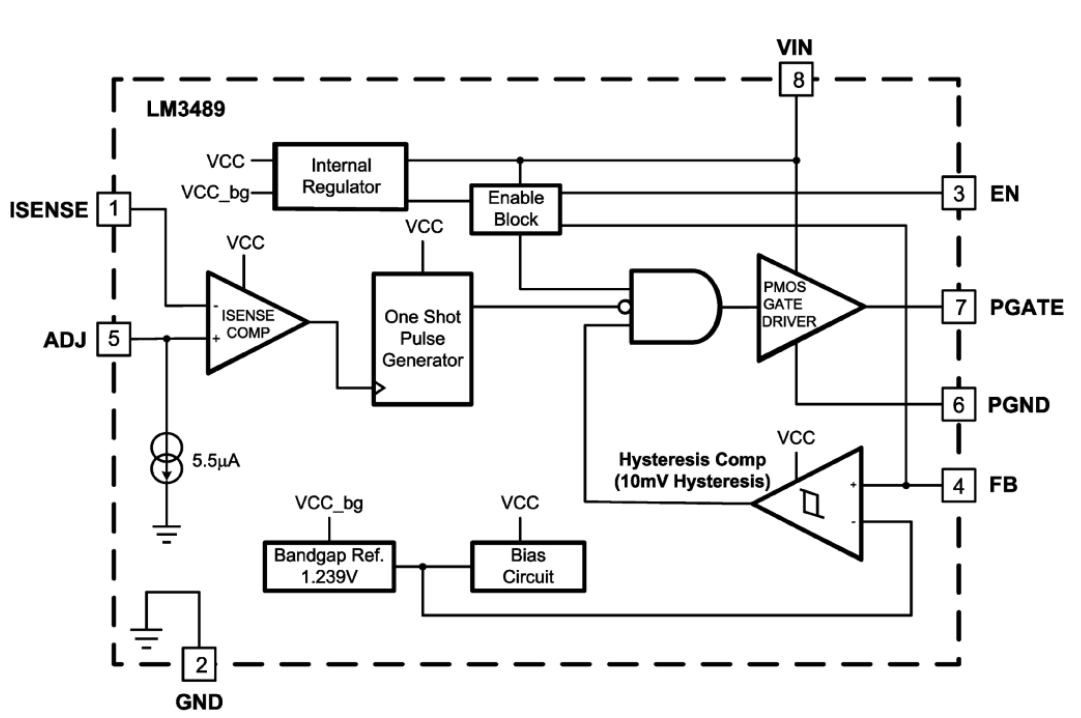 VIN
8
LM3489
VCC
Internal
Regulator
VCC_bg
Enable
Block
3
EN
ISENSE
1
VCC
VCC
-
ISENSE
COMP
+
One Shot
Pulse
Generator
PMOS
GATE
DRIVER
7
PGATE
ADJ
5
6
PGND
5.5µA
Hysteresis Comp
(10mV Hysteresis)
VCC
+
-
4
FB
VCC_bg
VCC
Bandgap Ref.
1.239V
Bias
Circuit
2
GND